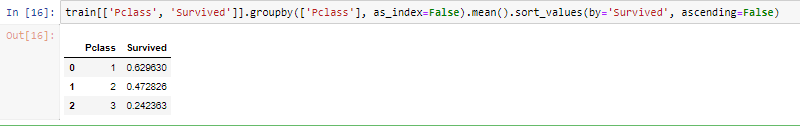 In [16]: train[['Pclass', 'Survived']].groupby(['Pclass'], as_index=False).mean().sort_values(by='Survived', ascending=False)
Out[16]:
Pclass Survived
0 1 0.629630
1 2 0.472826
2 3 0.242363